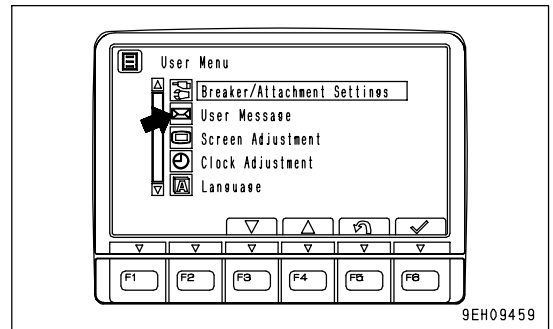 User Menu
Breaker/Attachment Settings
User Message
Screen Adjustment
Clock Adjustment
A Language
F1 F2 F3 F4 F5 F6
9EH09459